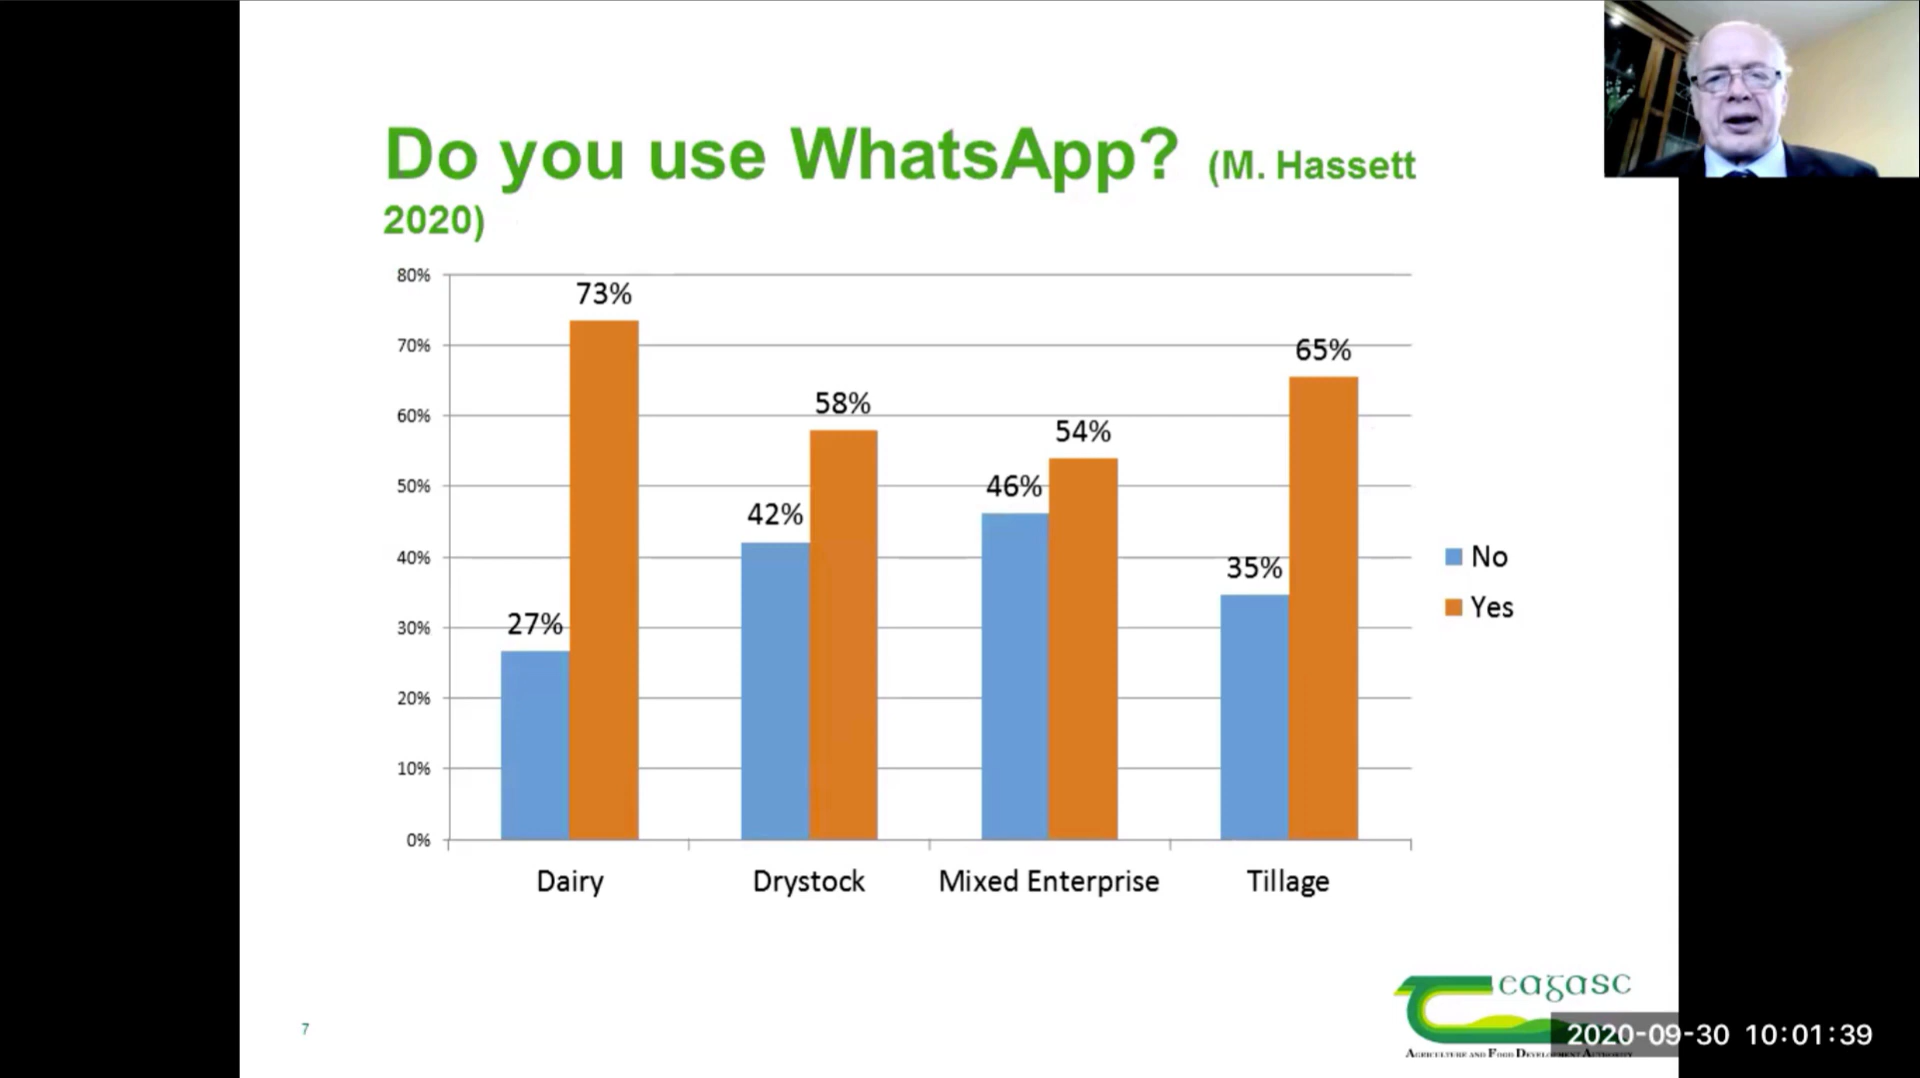 Do you use WhatsApp? (M. Hassett
2020)
80%
70%
60%
50%
40%
30%
20%
10%
0%
27%
73%
42%
58%
46%
54%
35%
65%
No
Yes
Dairy
Drystock
Mixed Enterprise
Tillage
7
eagasc
AGRICULTURE AND FOOD DEVELOPMENT AUTHORITY
2020-09-30 10:01:39